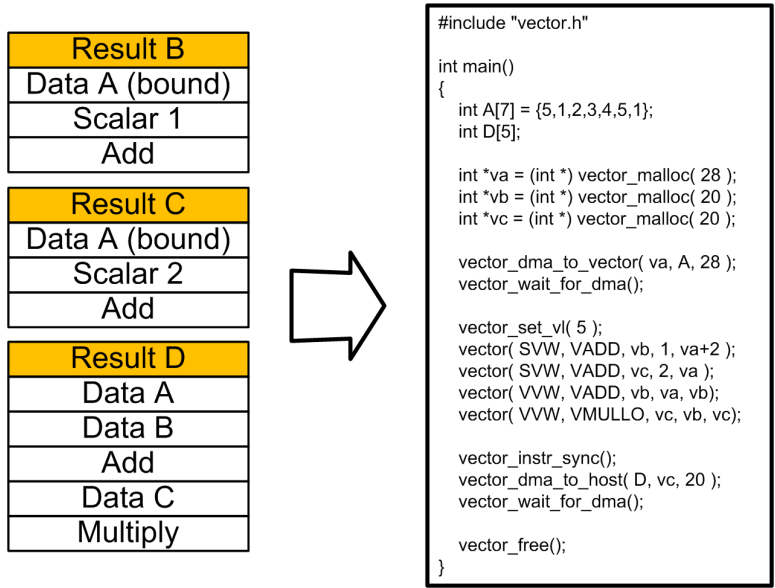 Result B
Data A (bound)
Scalar 1
Add
Result C
Data A (bound)
Scalar 2
Add
Result D
Data A
Data B
Add
Data C
Multiply
#include "vector.h"
int main()
{
int A[7] = {5,1,2,3,4,5,1};
int D[5];
int *va = (int *) vector_malloc( 28 );
int *vb = (int *) vector_malloc( 20 );
int *vc = (int *) vector_malloc( 20 );
vector_dma_to_vector( va, A, 28 );
vector_wait_for_dma();
vector_set_vl( 5 );
vector( SVW, VADD, vb, 1, va+2 );
vector( SVW, VADD, vc, 2, va );
vector( VVW, VADD, vb, va, vb);
vector( VVW, VMULLO, vc, vb, vc);
vector_instr_sync();
vector_dma_to_host( D, vc, 20 );
vector_wait_for_dma();
vector_free();
}